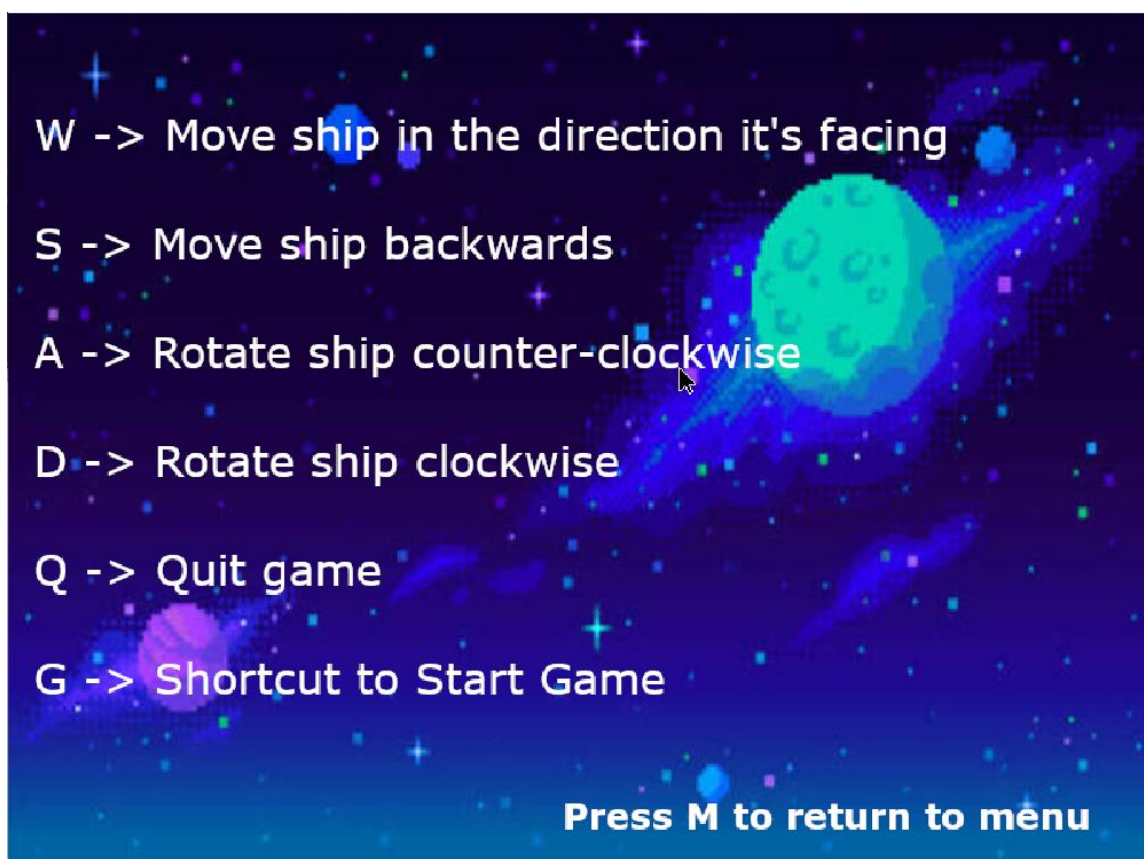 W -> Move ship in the direction it's facing
S -> Move ship backwards
A -> Rotate ship counter-clockwise
D -> Rotate ship clockwise
Q -> Quit game
G -> Shortcut to Start Game
Press M to return to menu